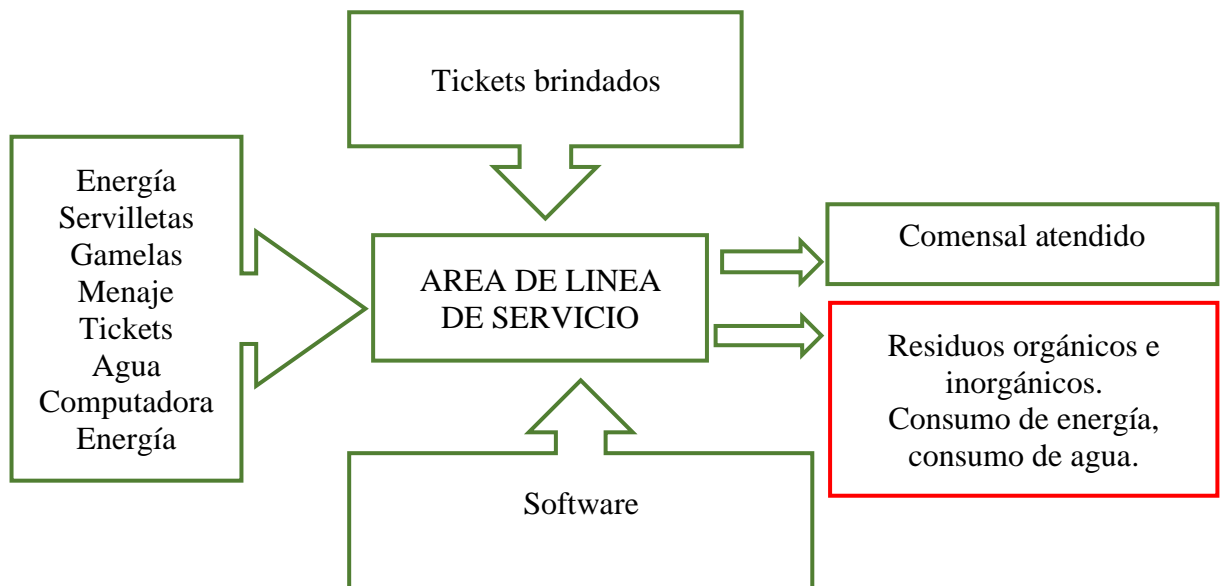 Tickets brindados
Energía
Servilletas
Gamelas
Menaje
Tickets
Agua
Computadora
Energía
AREA DE LINEA
DE SERVICIO
Comensal atendido
Residuos orgánicos e
inorgánicos.
Consumo de energía,
consumo de agua.
Software